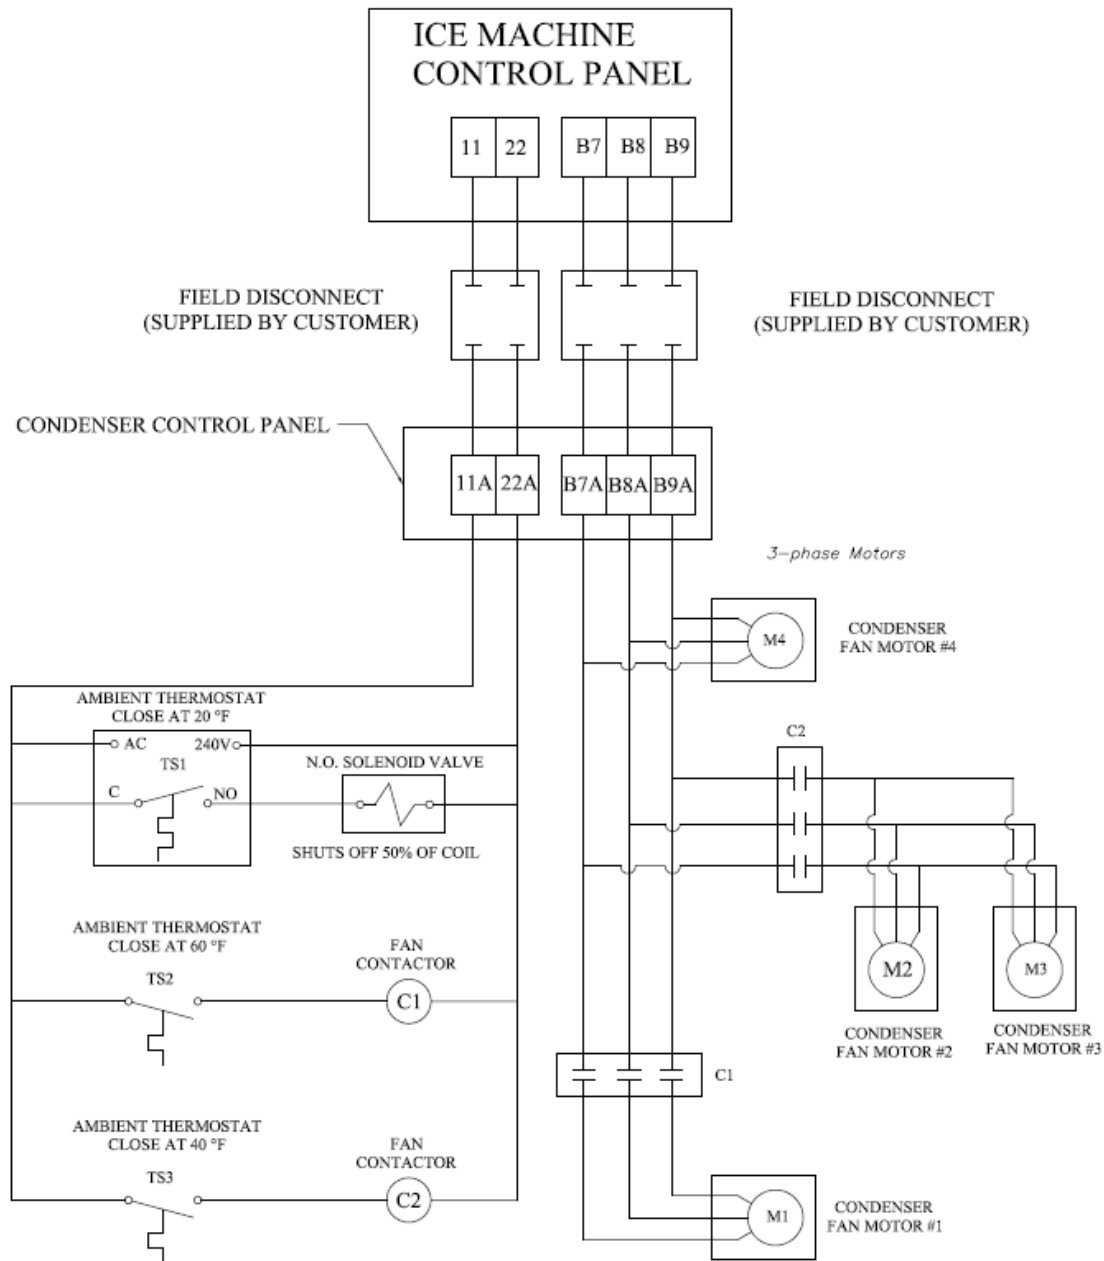 ICE MACHINE
CONTROL PANEL
11 22 B7 B8 B9
FIELD DISCONNECT
(SUPPLIED BY CUSTOMER)
FIELD DISCONNECT
(SUPPLIED BY CUSTOMER)
CONDENSER CONTROL PANEL
11A 22A B7A B8A B9A
3-phase Motors
M4
CONDENSER
FAN MOTOR #4
AMBIENT THERMOSTAT
CLOSE AT 20 °F
AC 240V
TS1
C NO
N.O. SOLENOID VALVE
SHUTS OFF 50% OF COIL
C2
M2
M3
CONDENSER
FAN MOTOR #2
CONDENSER
FAN MOTOR #3
AMBIENT THERMOSTAT
CLOSE AT 60 °F
TS2
FAN
CONTACTOR
C1
C1
AMBIENT THERMOSTAT
CLOSE AT 40 °F
TS3
FAN
CONTACTOR
C2
M1
CONDENSER
FAN MOTOR #1